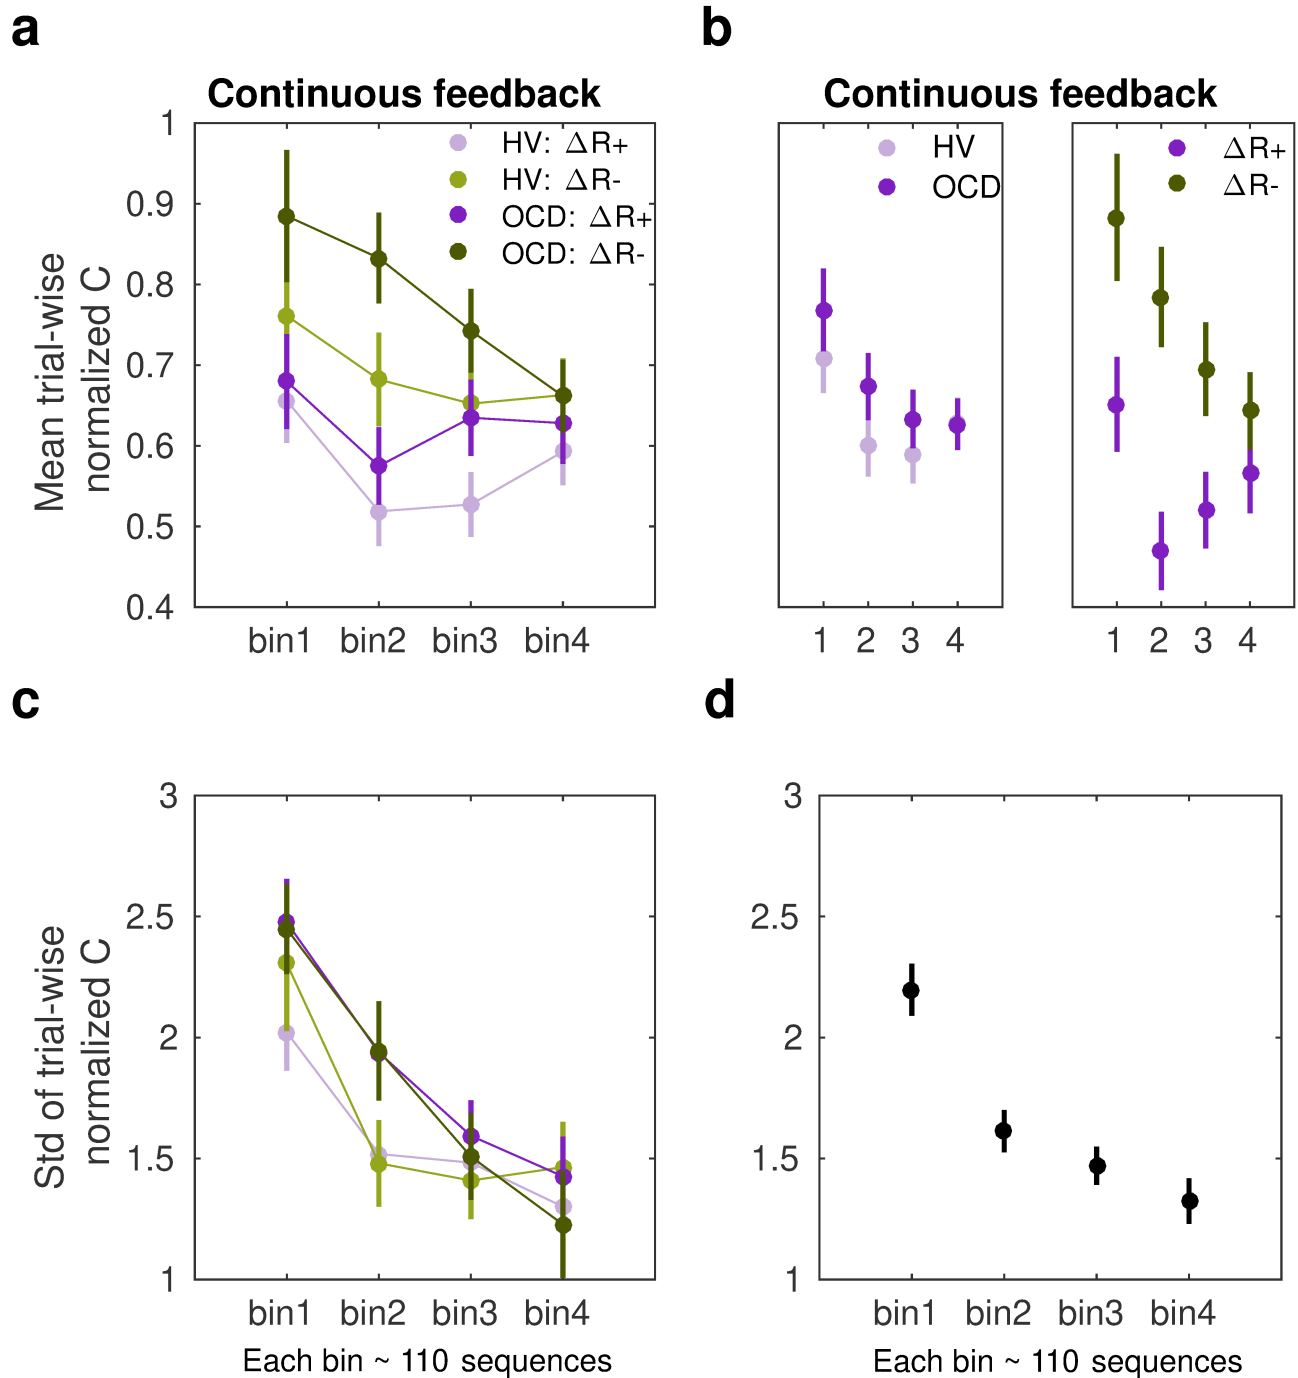 a
Continuous feedback
Mean trial-wise
normalized C
1
0.9
0.8
0.7
0.6
0.5
0.4
HV: ΔR+
HV: ΔR-
OCD: ΔR+
OCD: ΔR-
bin1 bin2 bin3 bin4
b
Continuous feedback
HV
OCD
1 2 3 4
ΔR+
ΔR-
1 2 3 4
c
Std of trial-wise
normalized C
3
2.5
2
1.5
1
bin1 bin2 bin3 bin4
Each bin ~ 110 sequences
d
3
2.5
2
1.5
1
bin1 bin2 bin3 bin4
Each bin ~ 110 sequences